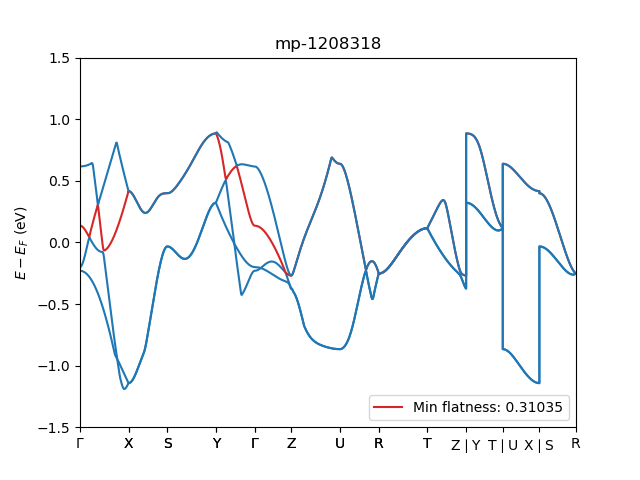 mp-1208318
E − E_F (eV)
1.5
1.0
0.5
0.0
−0.5
−1.0
−1.5
Min flatness: 0.31035
Γ X S Y Γ Z U R T Z|Y T|U X|S R